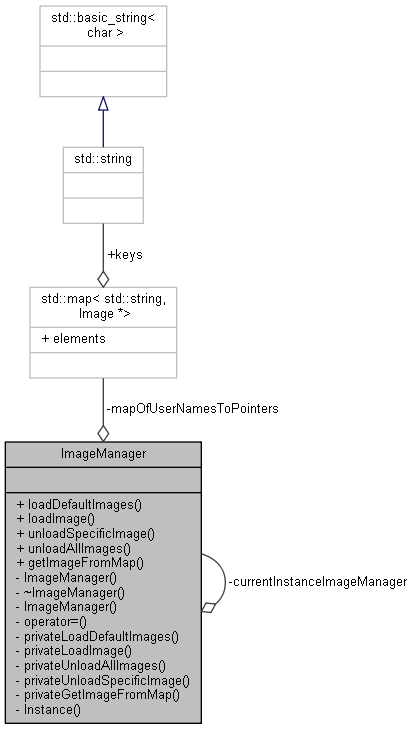 std::basic_string<
char >
std::string
+keys
std::map< std::string,
Image *>
+ elements
-mapOfUserNamesToPointers
ImageManager
+ loadDefaultImages()
+ loadImage()
+ unloadSpecificImage()
+ unloadAllImages()
+ getImageFromMap()
- ImageManager()
- ~ImageManager()
- ImageManager()
- operator=()
- privateLoadDefaultImages()
- privateLoadImage()
- privateUnloadAllImages()
- privateUnloadSpecificImage()
- privateGetImageFromMap()
- Instance()
-currentInstanceImageManager